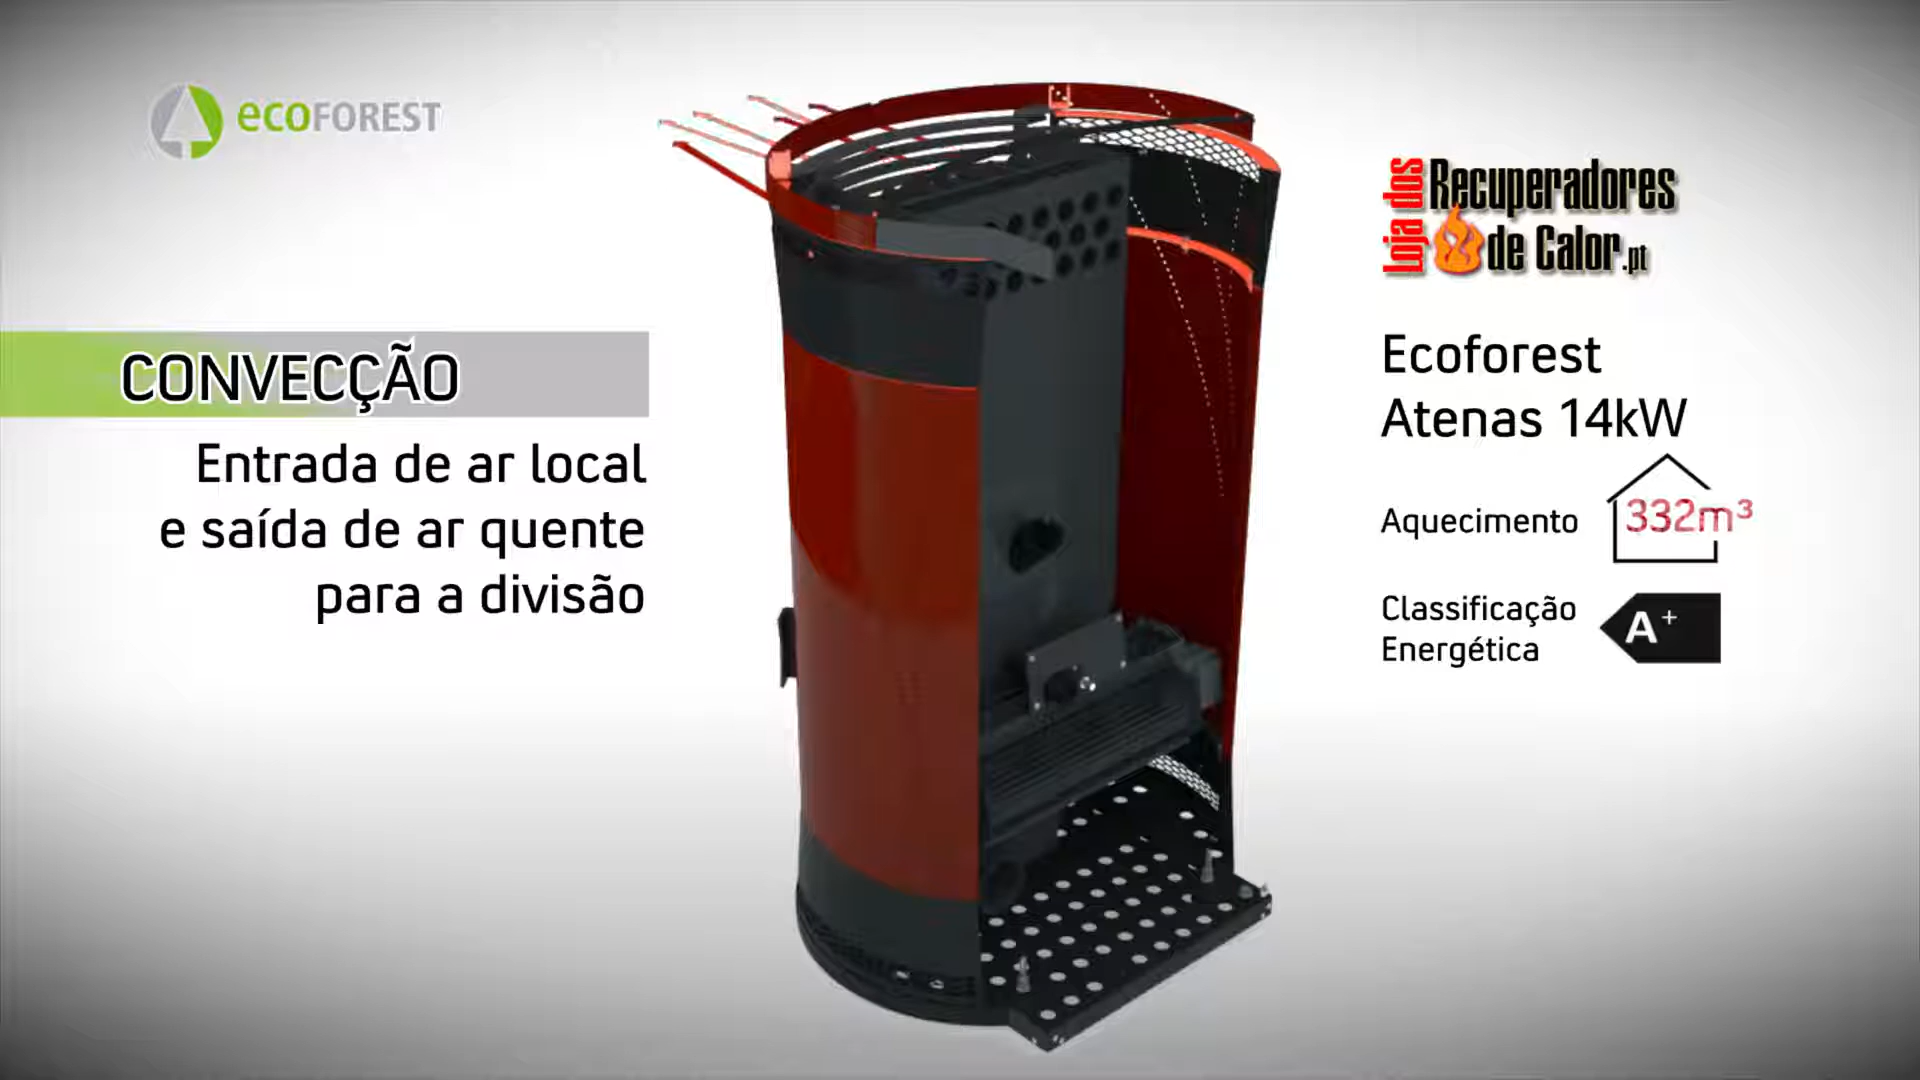 ecoFOREST
CONVECÇÃO
Entrada de ar local
e saída de ar quente
para a divisão
Loja dos
Recuperadores
de Calor.pt
Ecoforest
Atenas 14kW
Aquecimento
332m³
Classificação
Energética
A+